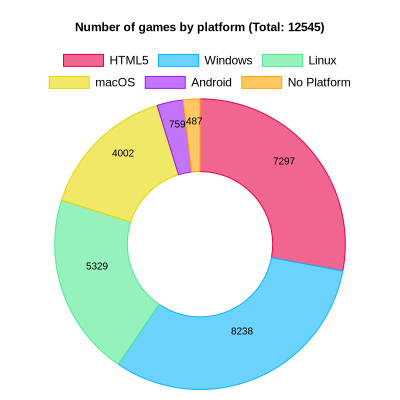 Number of games by platform (Total: 12545)
HTML5 Windows Linux
macOS Android No Platform
759 487
4002 7297
5329
8238